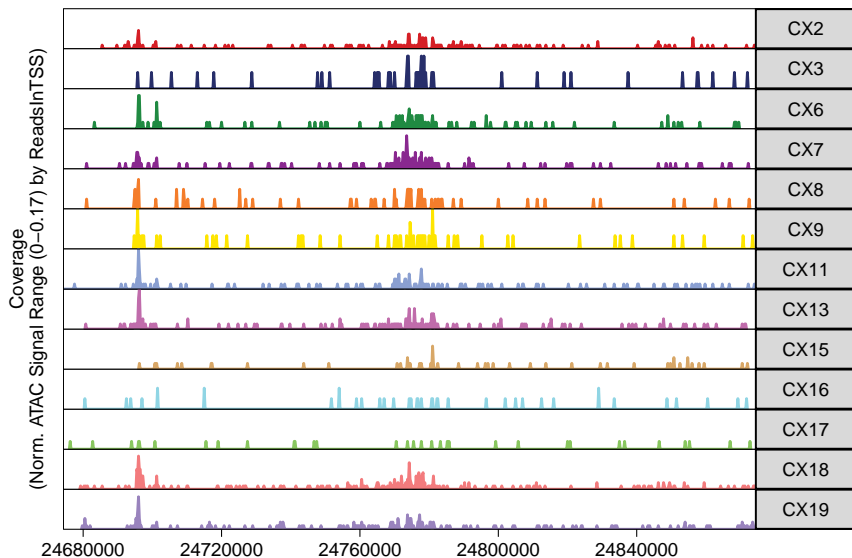 Coverage
(Norm. ATAC Signal Range (0−0.17) by ReadsInTSS)
CX2
CX3
CX6
CX7
CX8
CX9
CX11
CX13
CX15
CX16
CX17
CX18
CX19
24680000 24720000 24760000 24800000 24840000